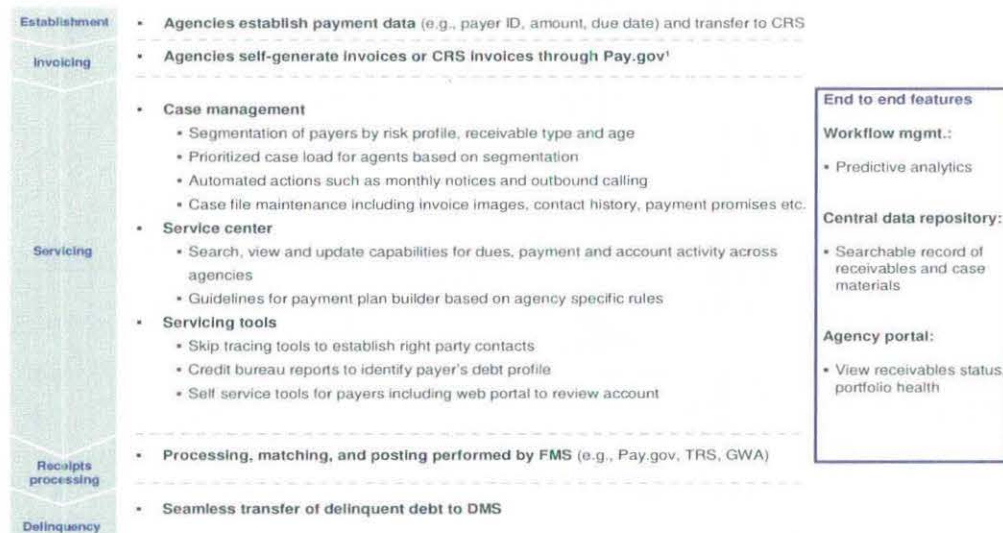 Establishment
• Agencies establish payment data (e.g., payer ID, amount, due date) and transfer to CRS
Invoicing
• Agencies self-generate invoices or CRS invoices through Pay.gov¹
Servicing
• Case management
• Segmentation of payers by risk profile, receivable type and age
• Prioritized case load for agents based on segmentation
• Automated actions such as monthly notices and outbound calling
• Case file maintenance including invoice images, contact history, payment promises etc.
• Service center
• Search, view and update capabilities for dues, payment and account activity across
agencies
• Guidelines for payment plan builder based on agency specific rules
• Servicing tools
• Skip tracing tools to establish right party contacts
• Credit bureau reports to identify payer's debt profile
• Self service tools for payers including web portal to review account
Receipts
processing
• Processing, matching, and posting performed by FMS (e.g., Pay.gov, TRS, GWA)
Delinquency
• Seamless transfer of delinquent debt to DMS
End to end features
Workflow mgmt.:
• Predictive analytics
Central data repository:
• Searchable record of
receivables and case
materials
Agency portal:
• View receivables status
portfolio health